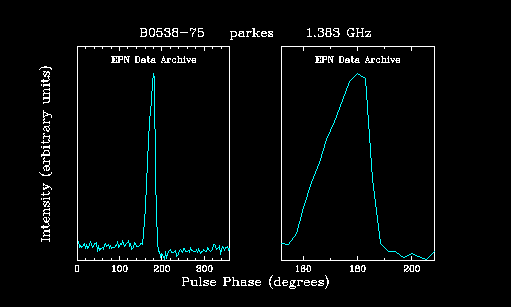 B0538-75 parkes 1.383 GHz
EPN Data Archive
EPN Data Archive
Intensity (arbitrary units)
0 100 200 300
160 180 200
Pulse Phase (degrees)